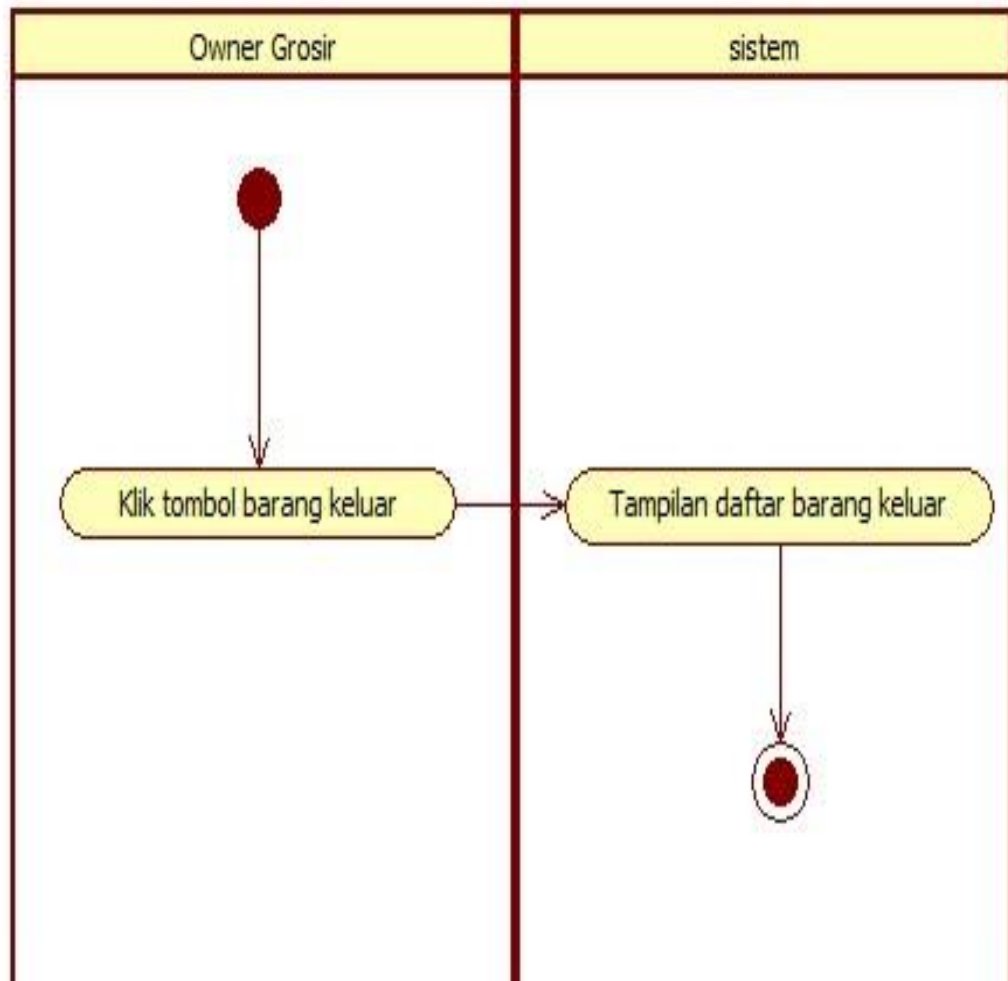 Owner Grosir
sistem
Klik tombol barang keluar
Tampilan daftar barang keluar